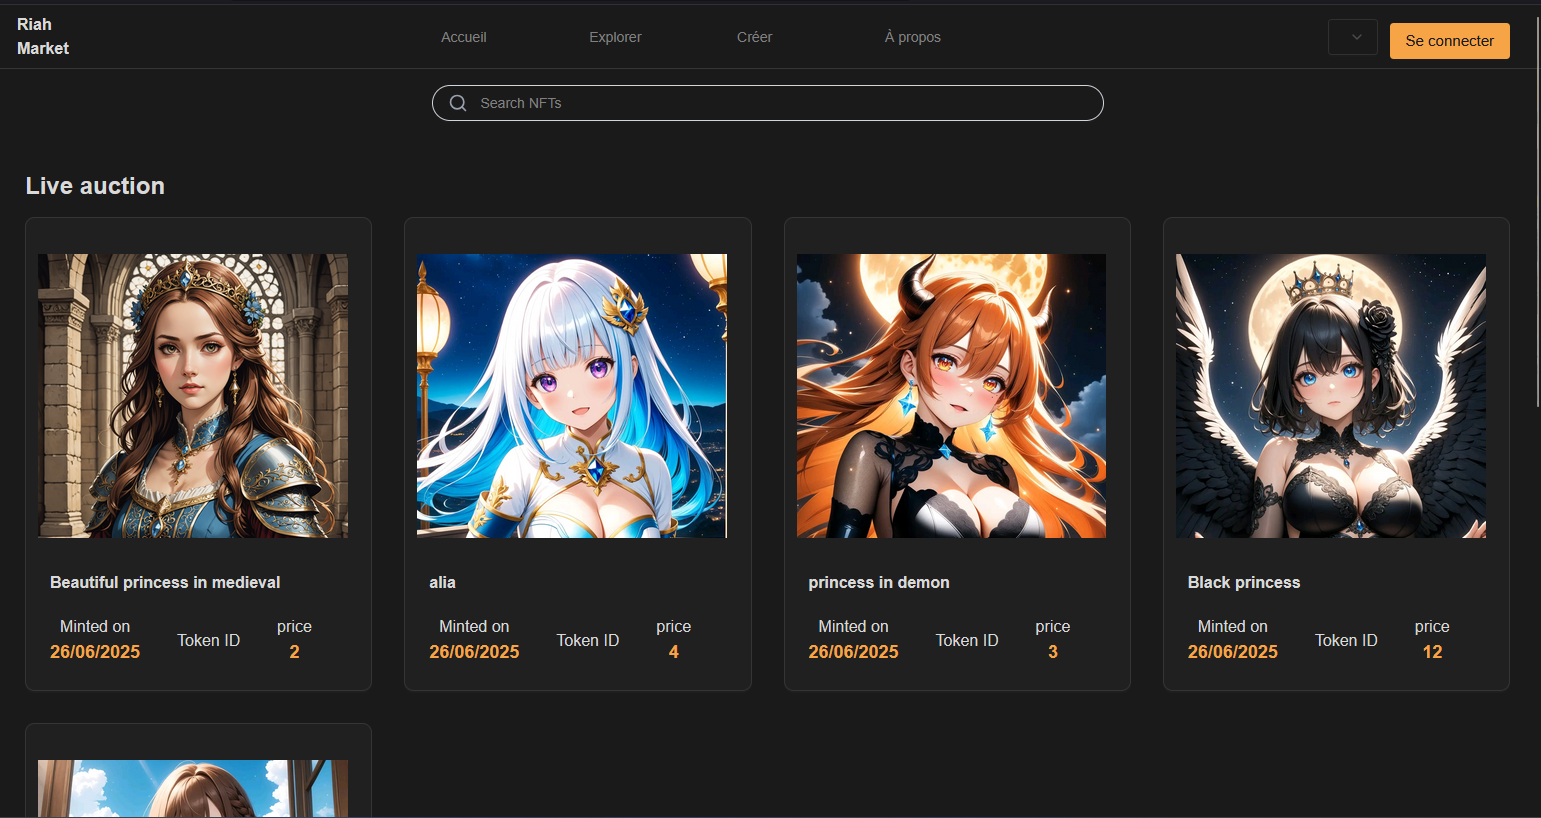 Riah
Market
Accueil
Explorer
Créer
À propos
Se connecter
Search NFTs
Live auction
Beautiful princess in medieval
Minted on
26/06/2025
Token ID
price
2
alia
Minted on
26/06/2025
Token ID
price
4
princess in demon
Minted on
26/06/2025
Token ID
price
3
Black princess
Minted on
26/06/2025
Token ID
price
12